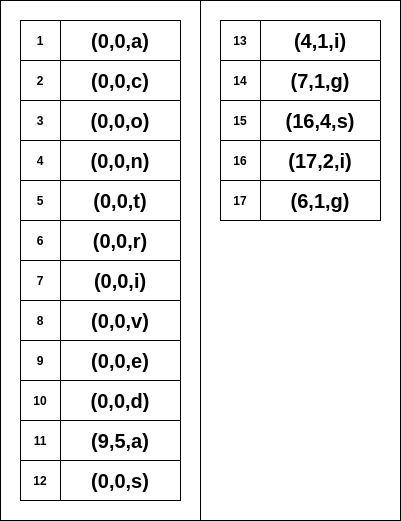 1 (0,0,a)
2 (0,0,c)
3 (0,0,o)
4 (0,0,n)
5 (0,0,t)
6 (0,0,r)
7 (0,0,i)
8 (0,0,v)
9 (0,0,e)
10 (0,0,d)
11 (9,5,a)
12 (0,0,s)
13 (4,1,i)
14 (7,1,g)
15 (16,4,s)
16 (17,2,i)
17 (6,1,g)